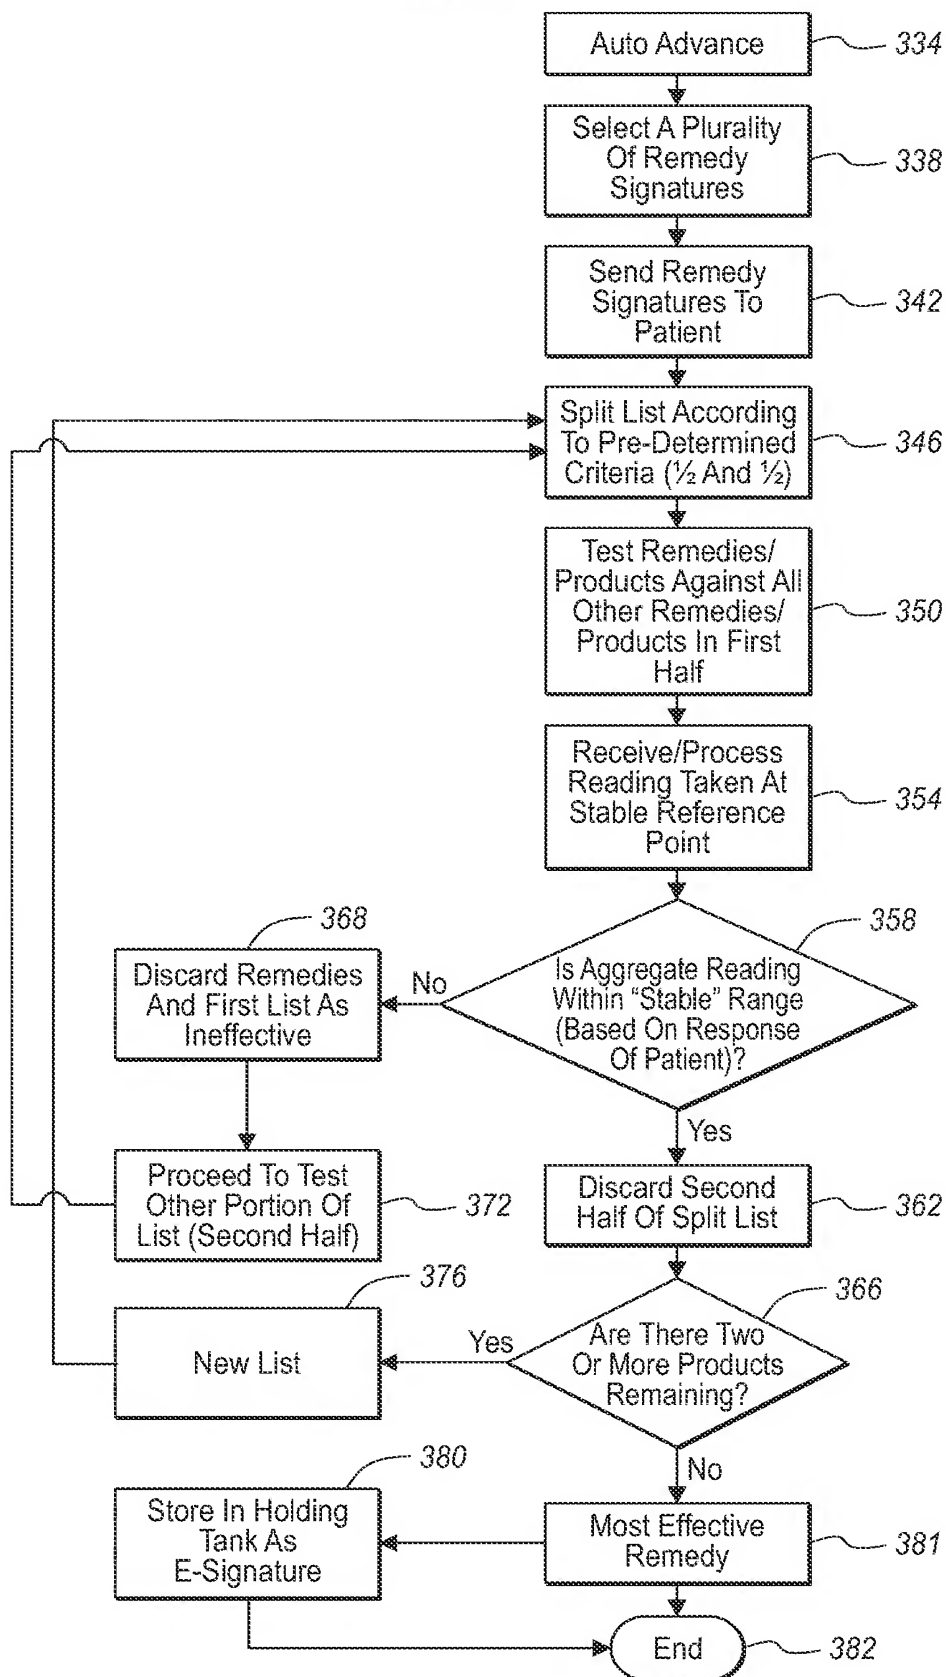 Auto Advance
334
Select A Plurality
Of Remedy
Signatures
338
Send Remedy
Signatures To
Patient
342
Split List According
To Pre-Determined
Criteria (½ And ½)
346
Test Remedies/
Products Against All
Other Remedies/
Products In First
Half
350
Receive/Process
Reading Taken At
Stable Reference
Point
354
358
Is Aggregate Reading
Within “Stable” Range
(Based On Response
Of Patient)?
No
368
Discard Remedies
And First List As
Ineffective
Yes
Proceed To Test
Other Portion Of
List (Second Half)
372
Discard Second
Half Of Split List
362
366
Are There Two
Or More Products
Remaining?
Yes
376
New List
No
380
Store In Holding
Tank As
E-Signature
Most Effective
Remedy
381
End
382